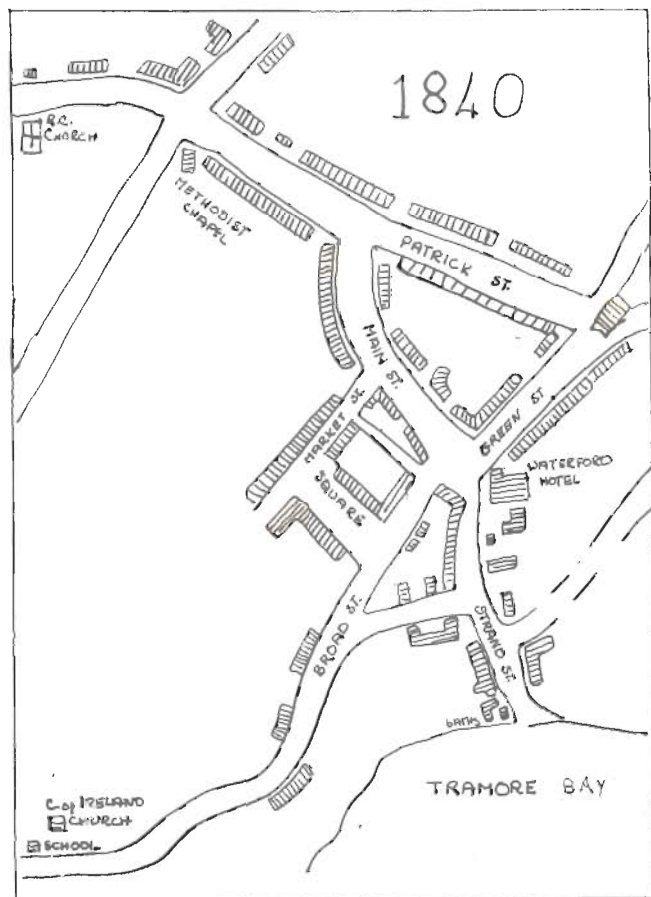 1840
R.C.
CHURCH
METHODIST
CHAPEL
PATRICK ST.
MAIN ST.
MARKET ST.
GREEN ST
SQUARE
WATERFORD
HOTEL
BROAD ST.
STRAND ST.
BATHS
TRAMORE BAY
C of IRELAND
CHURCH
SCHOOL